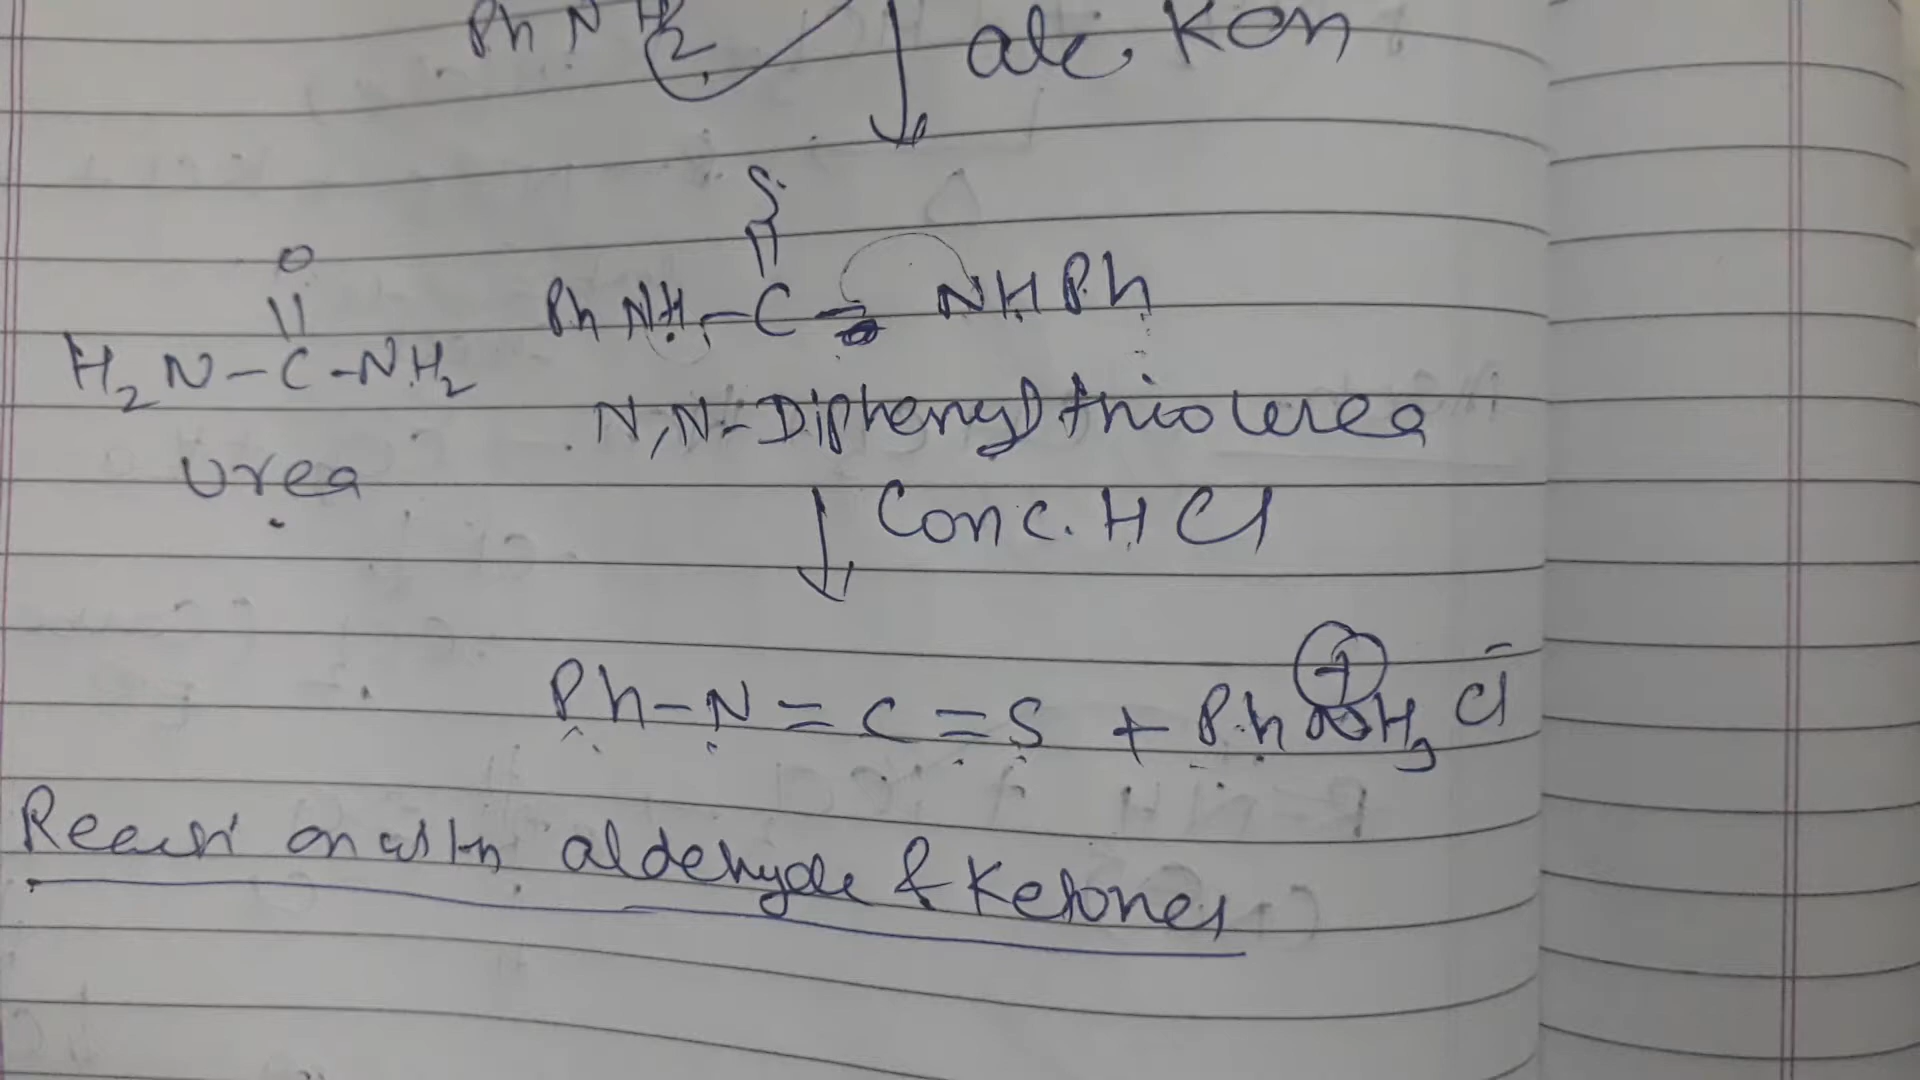 PhNH2 alc. KOH
S
O
PhNH-C-NHPh
H2N-C-NH2
N,N-Diphenyl thiourea
Urea
Conc. HCl
Ph-N=C=S + PhNH3 Cl-
+
Reaction with aldehyde & Ketones